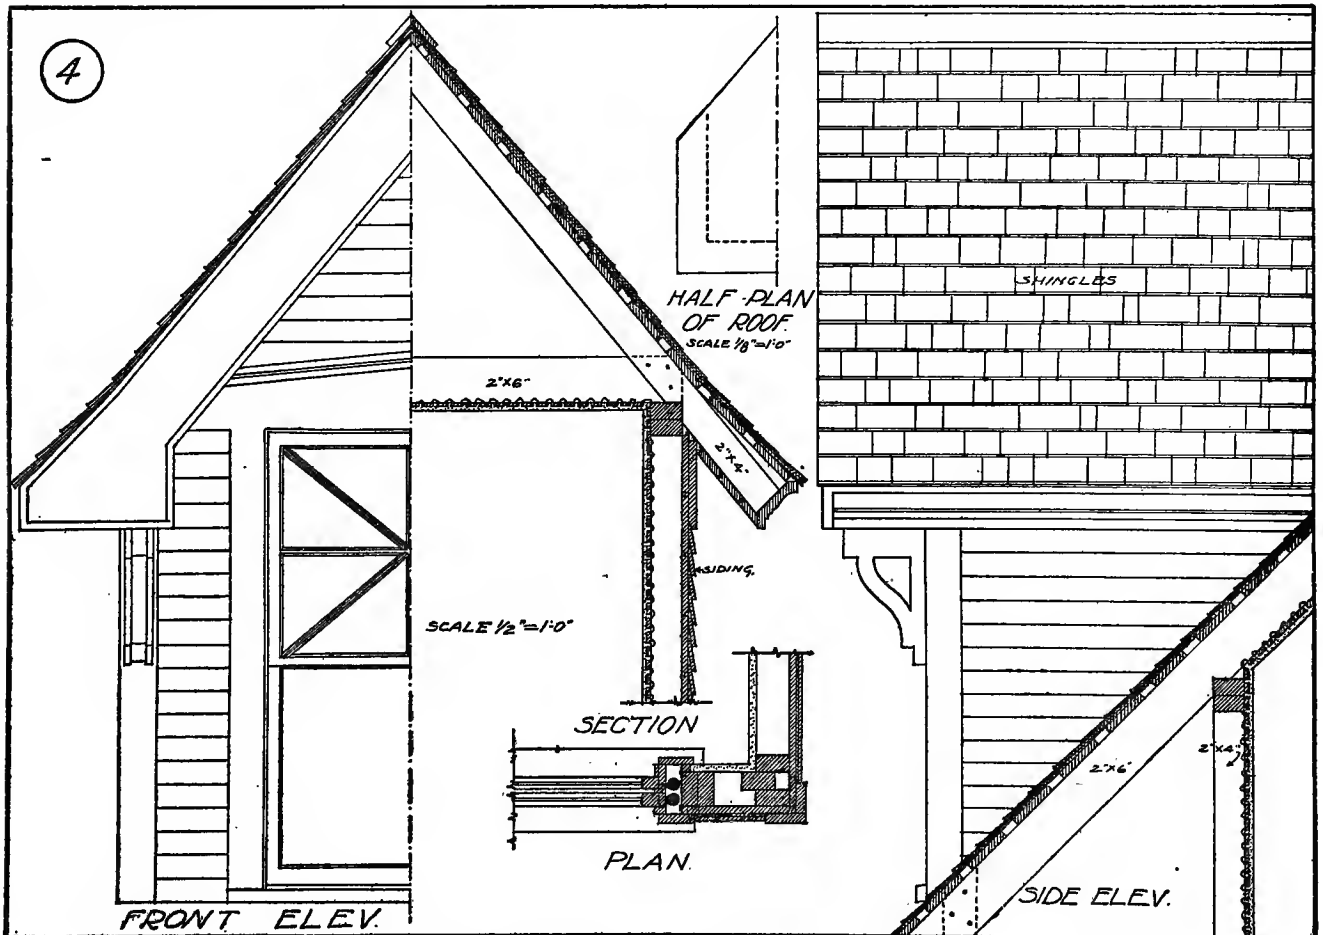 4
HALF-PLAN
OF ROOF.
SCALE 1/8"=1'-0"
SHINGLES
2"x6"
2"x4"
SIDING.
SCALE 1/2"=1'-0"
SECTION
2"x4"
2"x6"
PLAN.
SIDE ELEV.
FRONT ELEV.